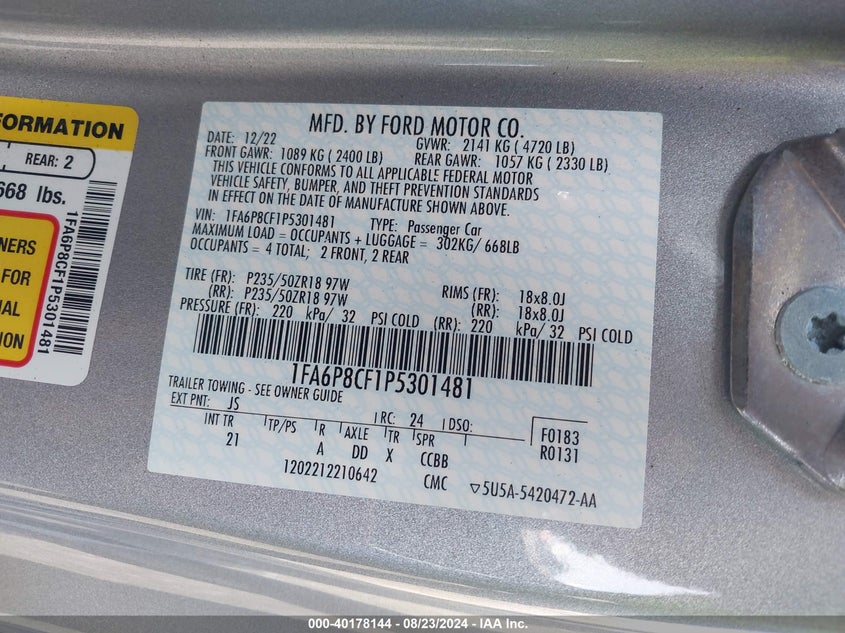 FORMATION
REAR: 2
668 lbs.
NERS
FOR
IAL
ION
1FA6P8CF1P5301481
MFD. BY FORD MOTOR CO.
DATE: 12/22 GVWR: 2141 KG ( 4720 LB)
FRONT GAWR: 1089 KG ( 2400 LB) REAR GAWR: 1057 KG ( 2330 LB)
THIS VEHICLE CONFORMS TO ALL APPLICABLE FEDERAL MOTOR
VEHICLE SAFETY, BUMPER, AND THEFT PREVENTION STANDARDS
IN EFFECT ON THE DATE OF MANUFACTURE SHOWN ABOVE.
VIN: 1FA6P8CF1P5301481 TYPE: Passenger Car
MAXIMUM LOAD = OCCUPANTS + LUGGAGE = 302KG/ 668LB
OCCUPANTS = 4 TOTAL; 2 FRONT, 2 REAR
TIRE (FR): P235/50ZR18 97W RIMS (FR): 18x8.0J
(RR): P235/50ZR18 97W (RR): 18x8.0J
PRESSURE (FR): 220 kPa/ 32 PSI COLD (RR): 220 kPa/ 32 PSI COLD
1FA6P8CF1P5301481
TRAILER TOWING - SEE OWNER GUIDE
EXT PNT: JS RC: 24 DSO: F0183
INT TR TP/PS R AXLE TR SPR R0131
21 A DD X CCBB
1202212210642 CMC ▽5U5A-5420472-AA
000-40178144 - 08/23/2024 - IAA Inc.